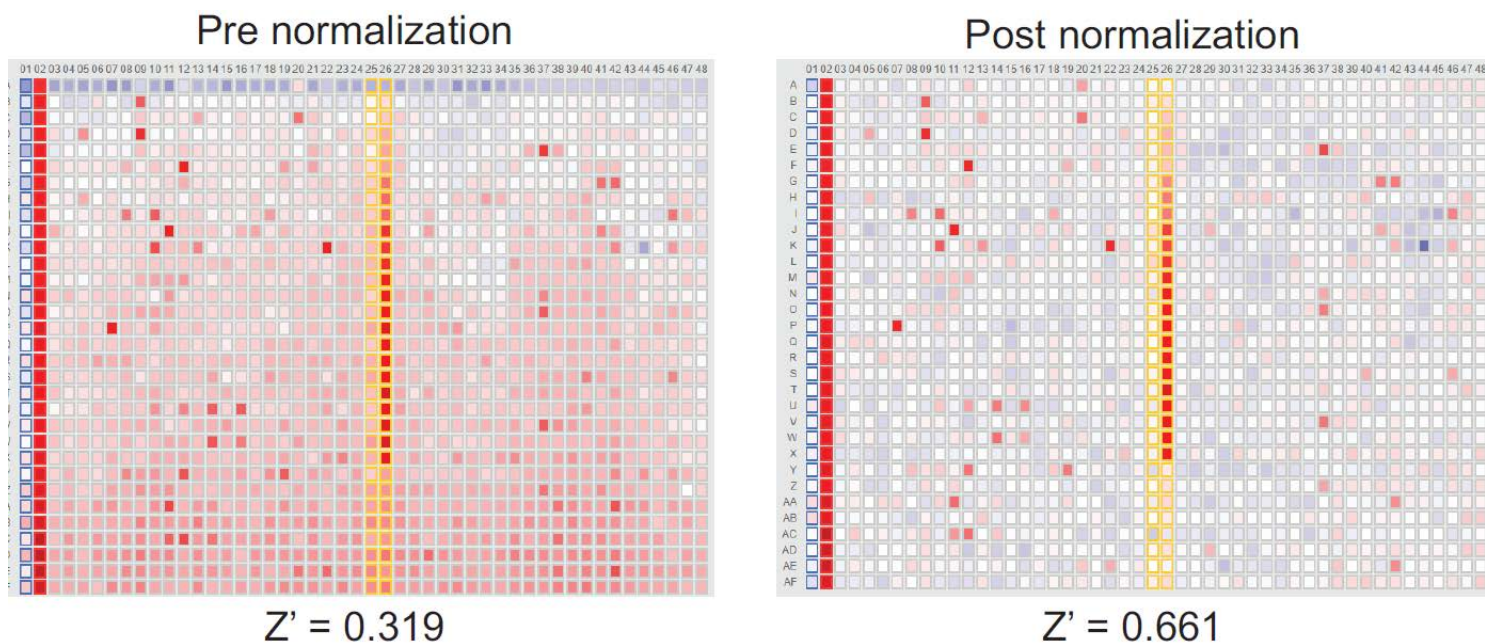 Pre normalization
Post normalization
01 02 03 04 05 06 07 08 09 10 11 12 13 14 15 16 17 18 19 20 21 22 23 24 25 26 27 28 29 30 31 32 33 34 35 36 37 38 39 40 41 42 43 44 45 46 47 48
01 02 03 04 05 06 07 08 09 10 11 12 13 14 15 16 17 18 19 20 21 22 23 24 25 26 27 28 29 30 31 32 33 34 35 36 37 38 39 40 41 42 43 44 45 46 47 48
A
B
C
D
E
F
G
H
I
J
K
L
M
N
O
P
Q
R
S
T
U
V
W
X
Y
Z
AA
AB
AC
AD
AE
AF
Z' = 0.319
Z' = 0.661